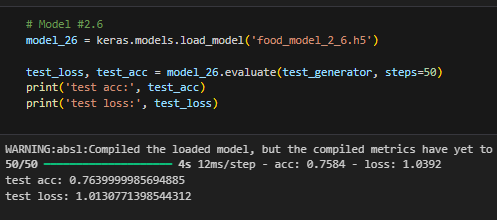 # Model #2.6
model_26 = keras.models.load_model('food_model_2_6.h5')
test_loss, test_acc = model_26.evaluate(test_generator, steps=50)
print('test acc:', test_acc)
print('test loss:', test_loss)
WARNING:absl:Compiled the loaded model, but the compiled metrics have yet to
50/50 ━━━━━━━━━━━━━━━━━━━━ 4s 12ms/step - acc: 0.7584 - loss: 1.0392
test acc: 0.7639999985694885
test loss: 1.0130771398544312